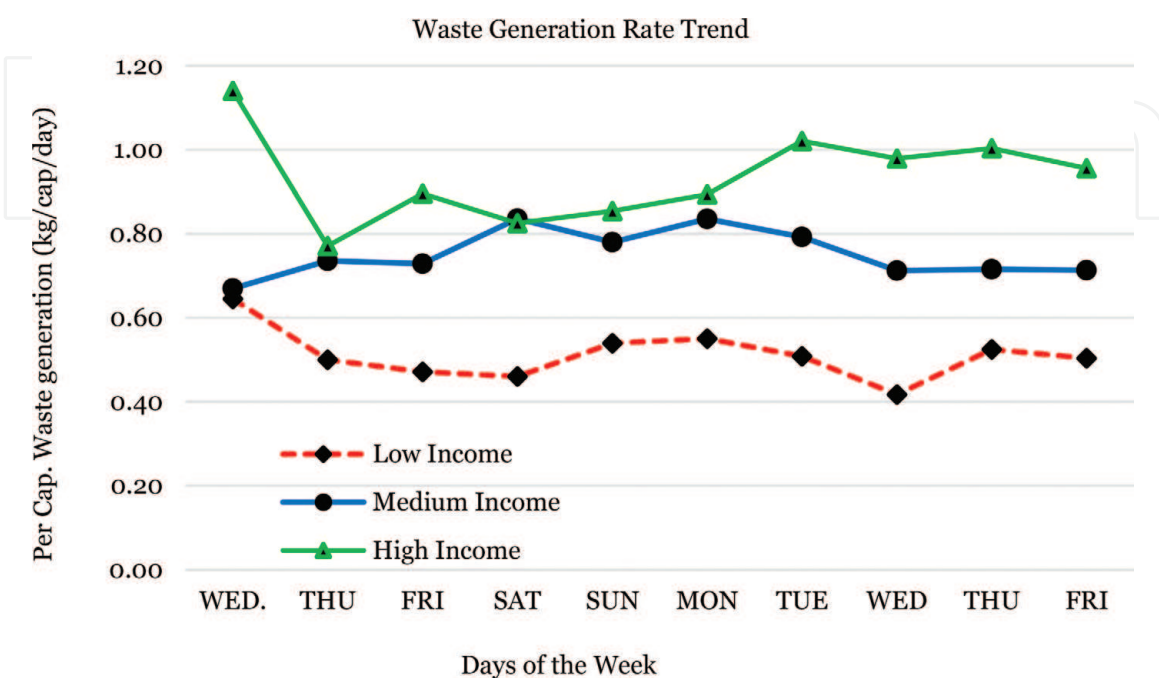 Waste Generation Rate Trend
Per Cap. Waste generation (kg/cap/day)
1.20
1.00
0.80
0.60
0.40
0.20
0.00
Low Income
Medium Income
High Income
WED. THU FRI SAT SUN MON TUE WED THU FRI
Days of the Week